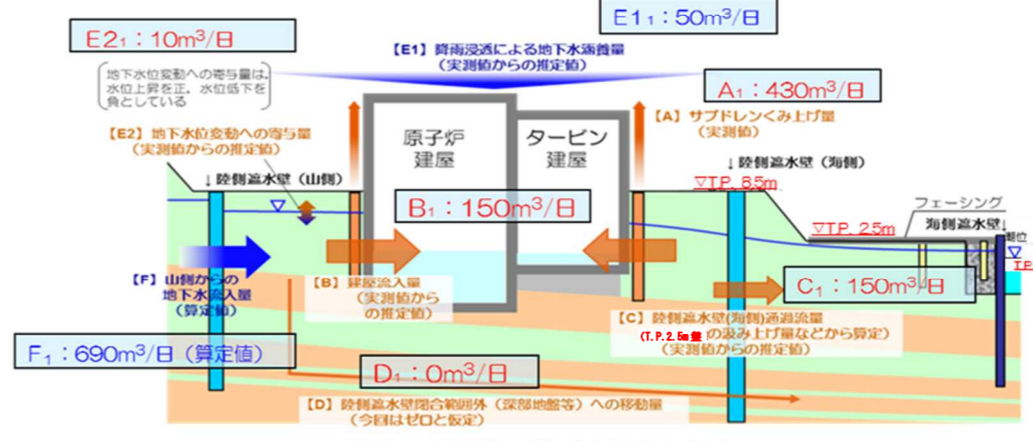 E1₁：50m³/日
E2₁：10m³/日
【E1】降雨浸透による地下水涵養量
（実測値からの推定値）
地下水位変動への寄与量は、
水位上昇を正、水位低下を
負としている
A₁：430m³/日
【A】サブドレンくみ上げ量
（実測値）
【E2】地下水位変動への寄与量
（実測値からの推定値）
原子炉
建屋
タービン
建屋
↓陸側遮水壁（山側）
↓陸側遮水壁（海側）
▽T.P. 8.5m
B₁：150m³/日
フェーシング
▽T.P. 2.5m
海側遮水壁↓
潮位
▽
T.P
【F】山側からの
地下水流入量
（算定値）
【B】建屋流入量
（実測値から
の推定値）
C₁：150m³/日
【C】陸側遮水壁(海側)通過流量
(T.P.2.5m盤の汲み上げ量などから算定)
（実測値からの推定値）
F₁：690m³/日（算定値）
D₁：0m³/日
【D】陸側遮水壁閉合範囲外（深部地盤等）への移動量
（今回はゼロと仮定）